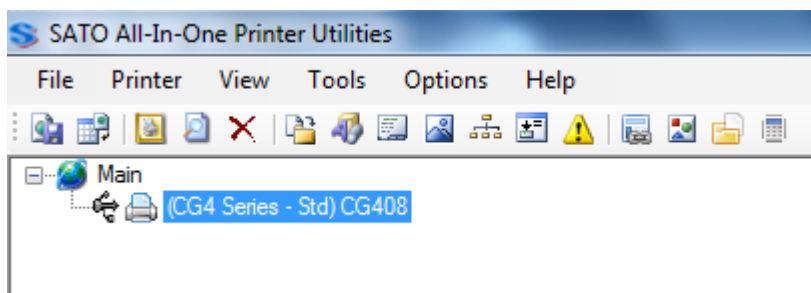 SATO All-In-One Printer Utilities
File Printer View Tools Options Help
Main
(CG4 Series - Std) CG408